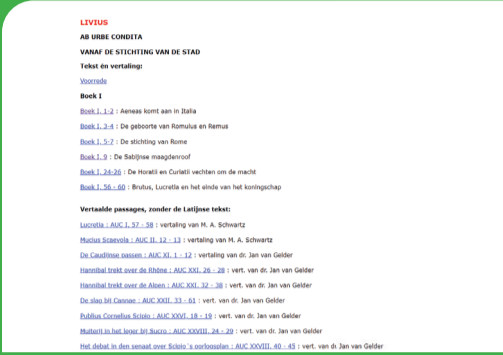 LIVIUS
AB URBE CONDITA
VANAF DE STICHTING VAN DE STAD
Tekst èn vertaling:
Voorrede
Boek I
Boek I, 1-2 : Aeneas komt aan in Italia
Boek I, 3-4 : De geboorte van Romulus en Remus
Boek I, 5-7 : De stichting van Rome
Boek I, 9 : De Sabijnse maagdenroof
Boek I, 24-26 : De Horatii en Curiatii vechten om de macht
Boek I, 56 - 60 : Brutus, Lucretia en het einde van het koningschap
Vertaalde passages, zonder de Latijnse tekst:
Lucretia : AUC I, 57 - 58 : vertaling van M. A. Schwartz
Mucius Scaevola : AUC II, 12 - 13 : vertaling van M. A. Schwartz
De Caudijnse passen : AUC XI, 1 - 12 : vertaling van dr. Jan van Gelder
Hannibal trekt over de Rhône : AUC XXI, 26 - 28 : vert. van dr. Jan van Gelder
Hannibal trekt over de Alpen : AUC XXI, 32 - 38 : vert. van dr. Jan van Gelder
De slag bij Cannae : AUC XXII, 33 - 61 : vert. van dr. Jan van Gelder
Publius Cornelius Scipio : AUC XXVI, 18 - 19 : vert. van dr. Jan van Gelder
Muiterij in het leger bij Sucro : AUC XXVIII, 24 - 29 : vert. van dr. Jan van Gelder
Het debat in den senaat over Scipio's oorlogsplan : AUC XXVIII, 40 - 45 : vert. van dr. Jan van Gelder